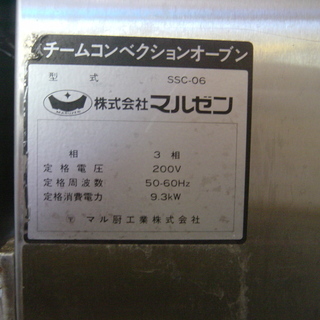 スチームコンベクションオーブン
型式 SSC-06
株式会社マルゼン
相 3相
定格電圧 200V
定格周波数 50-60Hz
定格消費電力 9.3kW
マル厨工業株式会社